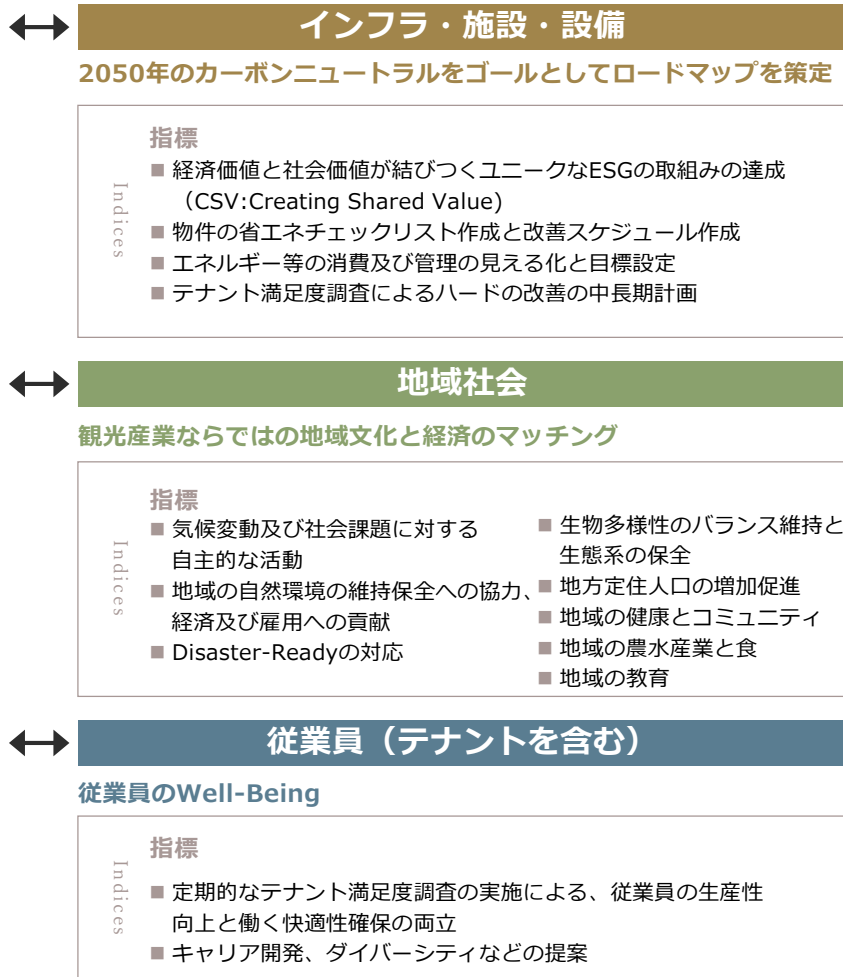 インフラ・施設・設備
2050年のカーボンニュートラルをゴールとしてロードマップを策定
Indices
指標
■ 経済価値と社会価値が結びつくユニークなESGの取組みの達成
（CSV:Creating Shared Value)
■ 物件の省エネチェックリスト作成と改善スケジュール作成
■ エネルギー等の消費及び管理の見える化と目標設定
■ テナント満足度調査によるハードの改善の中長期計画
地域社会
観光産業ならではの地域文化と経済のマッチング
Indices
指標
■ 気候変動及び社会課題に対する
自主的な活動
■ 地域の自然環境の維持保全への協力、
経済及び雇用への貢献
■ Disaster-Readyの対応
■ 生物多様性のバランス維持と
生態系の保全
■ 地方定住人口の増加促進
■ 地域の健康とコミュニティ
■ 地域の農水産業と食
■ 地域の教育
従業員（テナントを含む）
従業員のWell-Being
Indices
指標
■ 定期的なテナント満足度調査の実施による、従業員の生産性
向上と働く快適性確保の両立
■ キャリア開発、ダイバーシティなどの提案